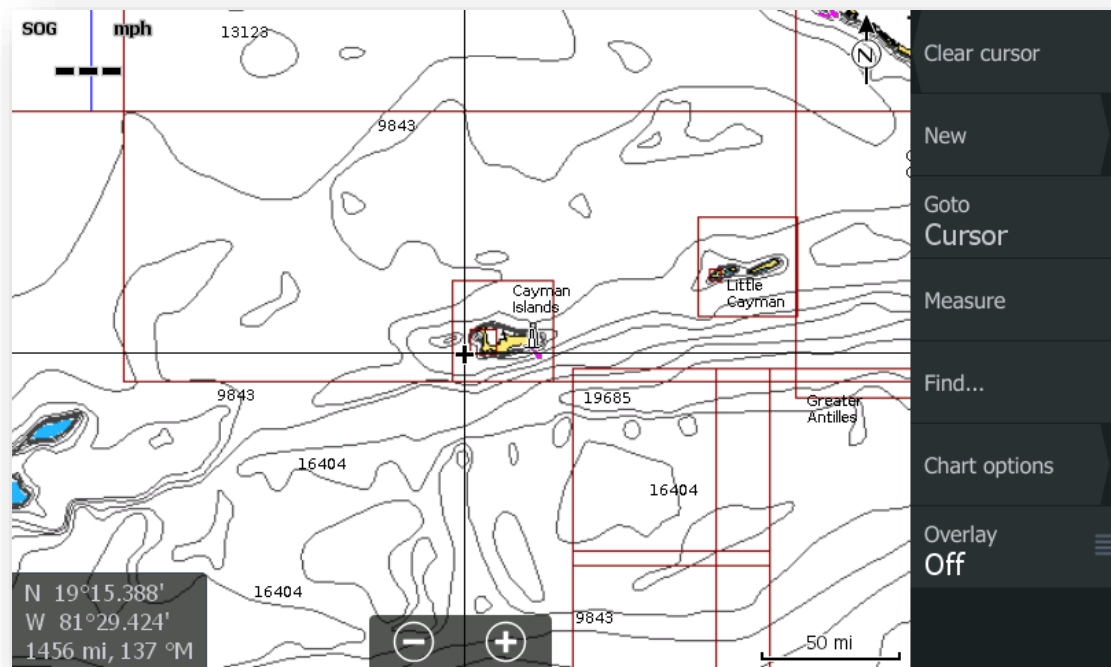 SOG mph
---
13123
N
9843
Cayman
Islands
Little
Cayman
9843
19685
Greater
Antilles
16404
16404
16404
9843
N 19°15.388'
W 81°29.424'
1456 mi, 137 °M
50 mi
Clear cursor
New
Goto
Cursor
Measure
Find...
Chart options
Overlay
Off